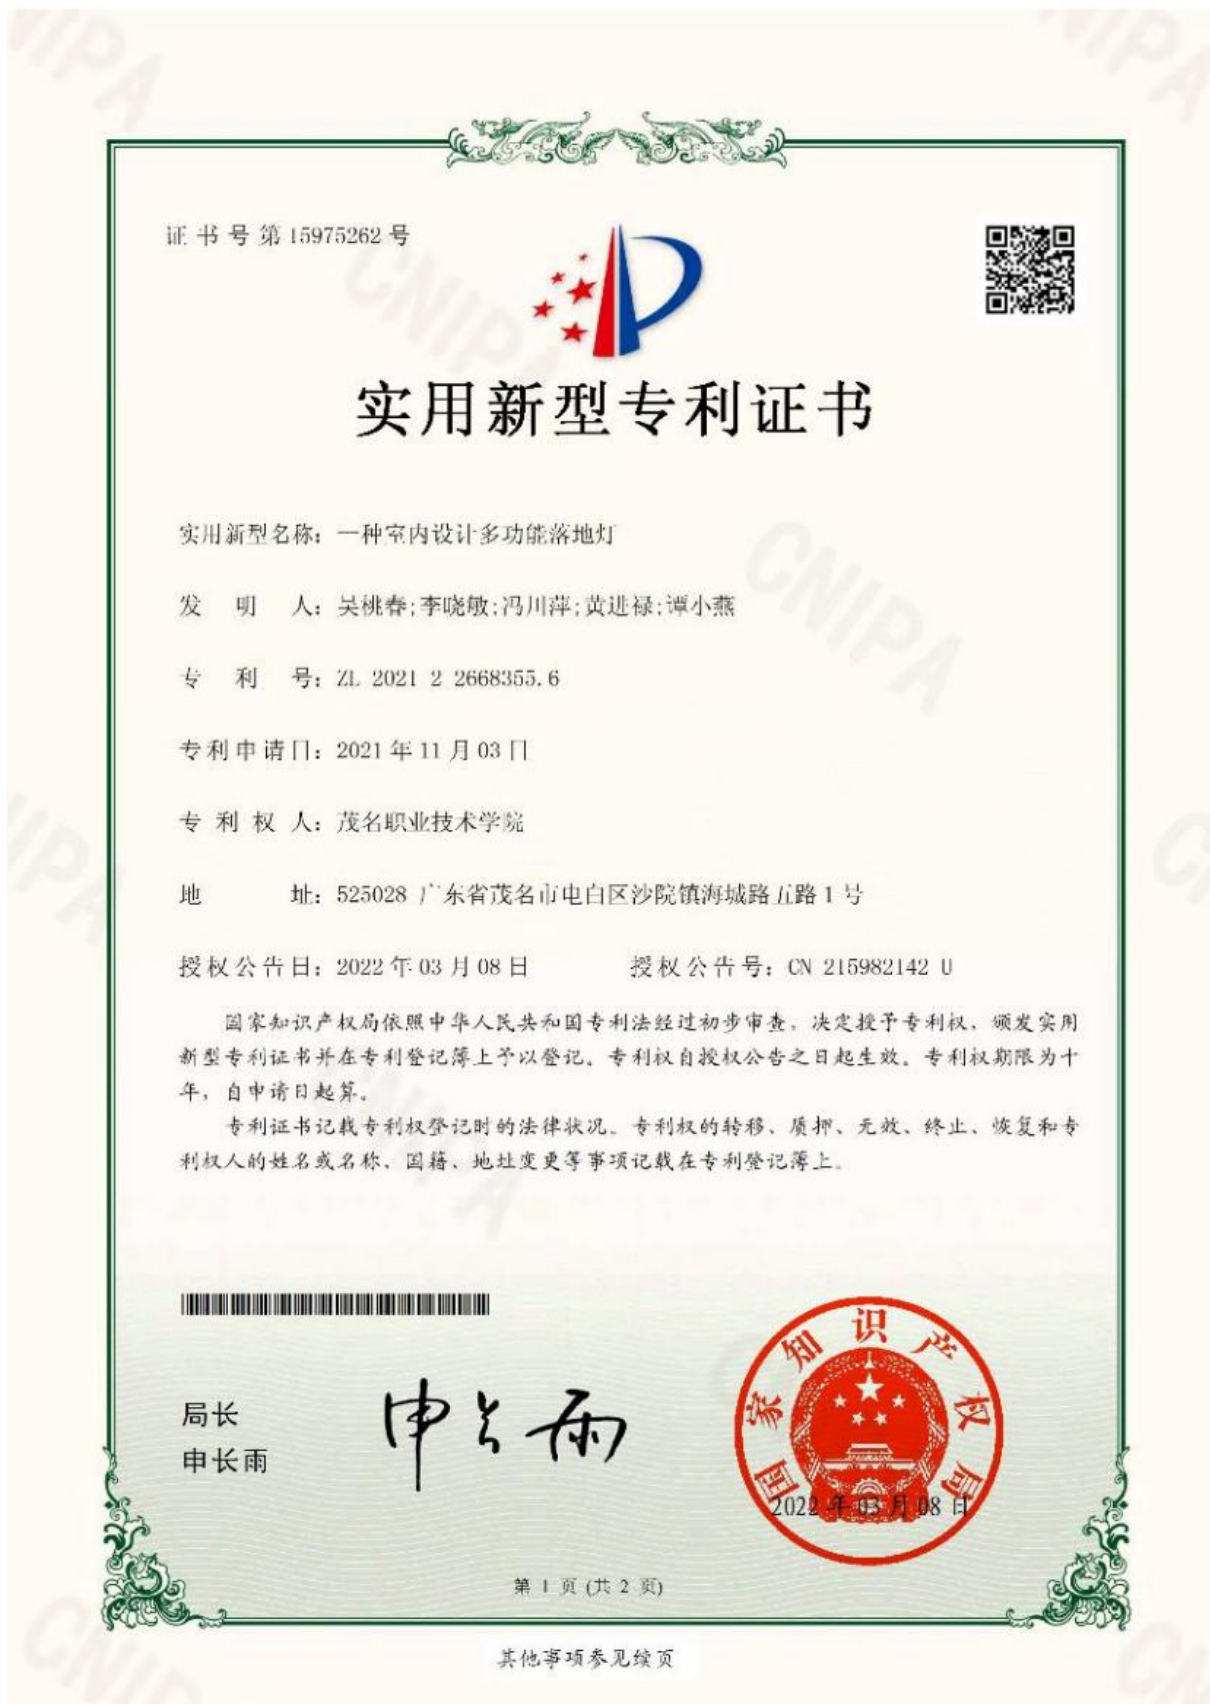 证书号第15975262号
实用新型专利证书
实用新型名称：一种室内设计多功能落地灯
发明人：吴桃春;李晓敏;冯川萍;黄进禄;谭小燕
专利号：ZL 2021 2 2668355.6
专利申请日：2021年11月03日
专利权人：茂名职业技术学院
地址：525028 广东省茂名市电白区沙院镇海城路五路1号
授权公告日：2022年03月08日 授权公告号：CN 215982142 U
国家知识产权局依照中华人民共和国专利法经过初步审查，决定授予专利权，颁发实用
新型专利证书并在专利登记簿上予以登记。专利权自授权公告之日起生效。专利权期限为十
年，自申请日起算。
专利证书记载专利权登记时的法律状况。专利权的转移、质押、无效、终止、恢复和专
利权人的姓名或名称、国籍、地址变更等事项记载在专利登记簿上。
局长
申长雨
申长雨
国家知识产权局
2022年03月08日
第1页(共2页)
其他事项参见续页
CNIPA
CNIPA
CNIPA
CNIPA